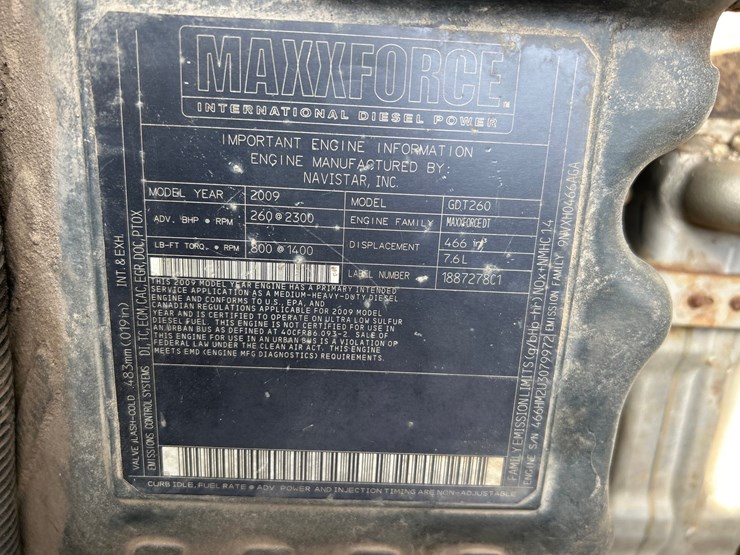 MAXXFORCE
INTERNATIONAL DIESEL POWER
IMPORTANT ENGINE INFORMATION
ENGINE MANUFACTURED BY:
NAVISTAR, INC.
MODEL YEAR 2009 MODEL GDT260
ADV. BHP @ RPM 260@2300 ENGINE FAMILY MAXXFORCEDT
LB-FT TORQ. @ RPM 800@1400 DISPLACEMENT 466 in³
7.6L
LABEL NUMBER 1887278C1
THIS 2009 MODEL YEAR ENGINE HAS A PRIMARY INTENDED
SERVICE APPLICATION AS A MEDIUM-HEAVY-DUTY DIESEL
ENGINE AND CONFORMS TO U.S. EPA, AND
CANADIAN REGULATIONS APPLICABLE FOR 2009 MODEL
YEAR AND IS CERTIFIED TO OPERATE ON ULTRA LOW SULFUR
DIESEL FUEL. THIS ENGINE IS NOT CERTIFIED FOR USE IN
AN URBAN BUS AS DEFINED AT 40CFR86.093-2. SALE OF
THIS ENGINE FOR USE IN AN URBAN BUS IS A VIOLATION OF
FEDERAL LAW UNDER THE CLEAN AIR ACT. THIS ENGINE
MEETS EMD (ENGINE MFG DIAGNOSTICS) REQUIREMENTS.
VALVE LASH-COLD .483mm(.019in) INT.& EXH.
EMISSIONS CONTROL SYSTEMS DI,TC,ECM,CAC,EGR,DOC,PTOX
FAMILY EMISSION LIMITS(g/bhp-hr)NOx+NMHC 1.4
ENGINE S/N 466HM2U3079972 EMISSION FAMILY
CURB IDLE, FUEL RATE @ ADV. POWER AND INJECTION TIMING ARE NON-ADJUSTABLE